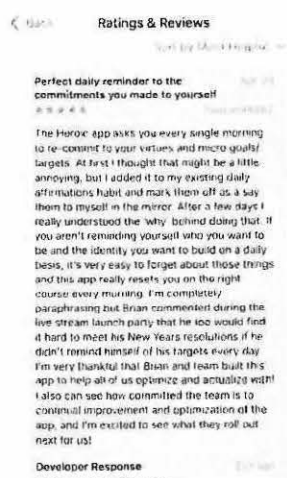 Ratings & Reviews
Sort by Most Helpful
Perfect daily reminder to the
commitments you made to yourself
The Heroic app asks you every single morning
to re-commit to your virtues and micro goals/
targets. At first I thought that might be a little
annoying, but I added it to my existing daily
affirmations habit and mark them off as a say
them to myself in the mirror. After a few days I
really understood the 'why' behind doing that. If
you aren't reminding yourself who you want to
be and the identity you want to build on a daily
basis, it's very easy to forget about those things
and this app really resets you on the right
course every morning. I'm completely
paraphrasing but Brian commented during the
live stream launch party that he too would find
it hard to meet his New Years resolutions if he
didn't remind himself of his targets every day
I'm very thankful that Brian and team built this
app to help all of us optimize and actualize with!
I also can see how committed the team is to
continual improvement and optimization of the
app, and I'm excited to see what they roll out
next for us!
Developer Response